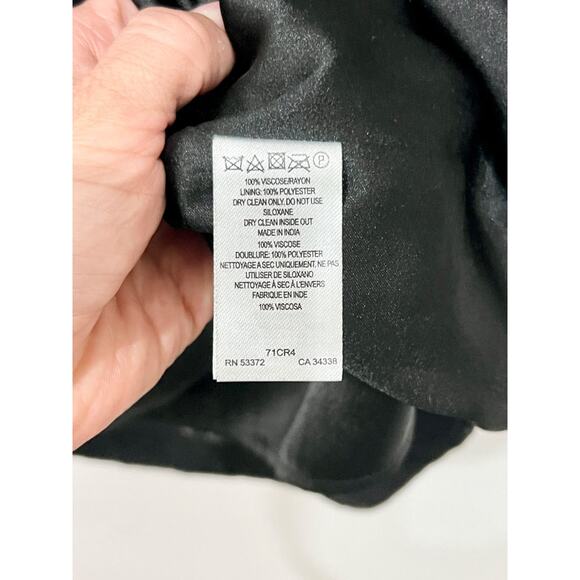 P
100% VISCOSE/RAYON
LINING: 100% POLYESTER
DRY CLEAN ONLY. DO NOT USE
SILOXANE
DRY CLEAN INSIDE OUT
MADE IN INDIA
100% VISCOSE
DOUBLURE: 100% POLYESTER
NETTOYAGE A SEC UNIQUEMENT, NE PAS
UTILISER DE SILOXANO
NETTOYAGE À SEC À L'ENVERS
FABRIQUE EN INDE
100% VISCOSA
71CR4
RN 53372 CA 34338